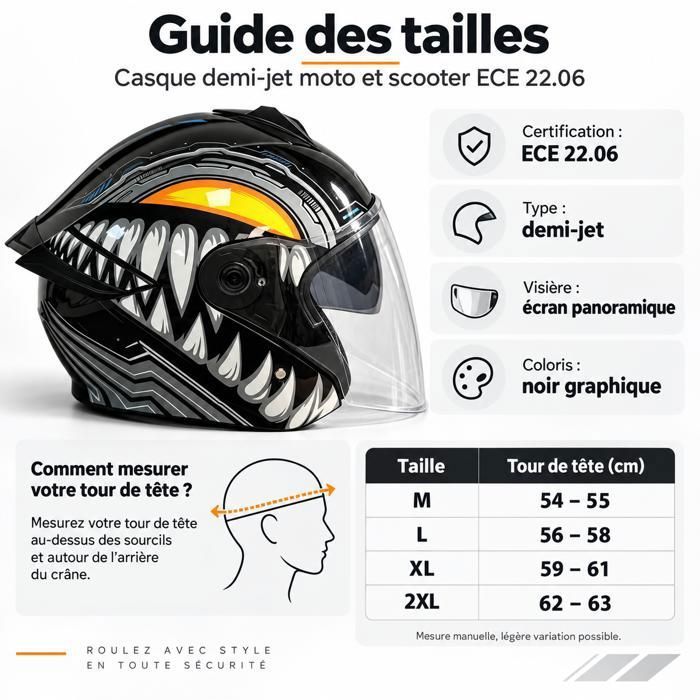 Guide des tailles
Casque demi-jet moto et scooter ECE 22.06
Certification :
ECE 22.06
Type :
demi-jet
Visière :
écran panoramique
Coloris :
noir graphique
Comment mesurer
votre tour de tête ?
Mesurez votre tour de tête
au-dessus des sourcils
et autour de l'arrière
du crâne.
Taille Tour de tête (cm)
M 54 – 55
L 56 – 58
XL 59 – 61
2XL 62 – 63
Mesure manuelle, légère variation possible.
ROULEZ AVEC STYLE
EN TOUTE SÉCURITÉ